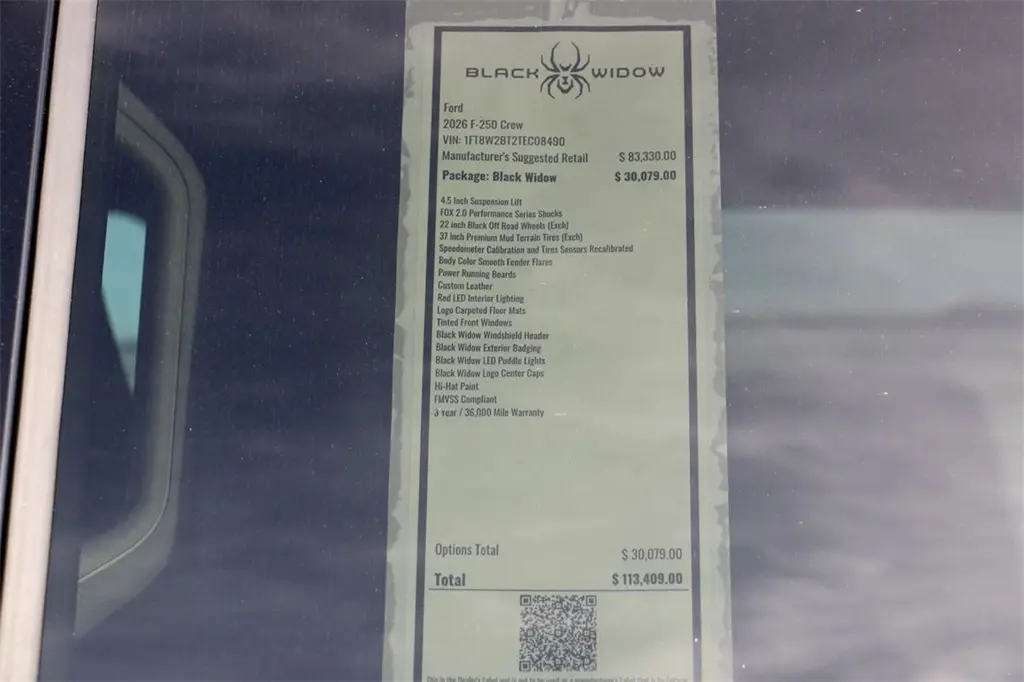 BLACK WIDOW
Ford
2026 F-250 Crew
VIN: 1FT8W2BT2TEC08490
Manufacturer's Suggested Retail $ 83,330.00
Package: Black Widow $ 30,079.00
4.5 Inch Suspension Lift
FOX 2.0 Performance Series Shocks
22 inch Black Off Road Wheels (Exch)
37 inch Premium Mud Terrain Tires (Exch)
Speedometer Calibration and Tires Sensors Recalibrated
Body Color Smooth Fender Flares
Power Running Boards
Custom Leather
Red LED Interior Lighting
Logo Carpeted Floor Mats
Tinted Front Windows
Black Widow Windshield Header
Black Widow Exterior Badging
Black Widow LED Puddle Lights
Black Widow Logo Center Caps
Hi-Hat Paint
FMVSS Compliant
3 Year / 36,000 Mile Warranty
Options Total $ 30,079.00
Total $ 113,409.00